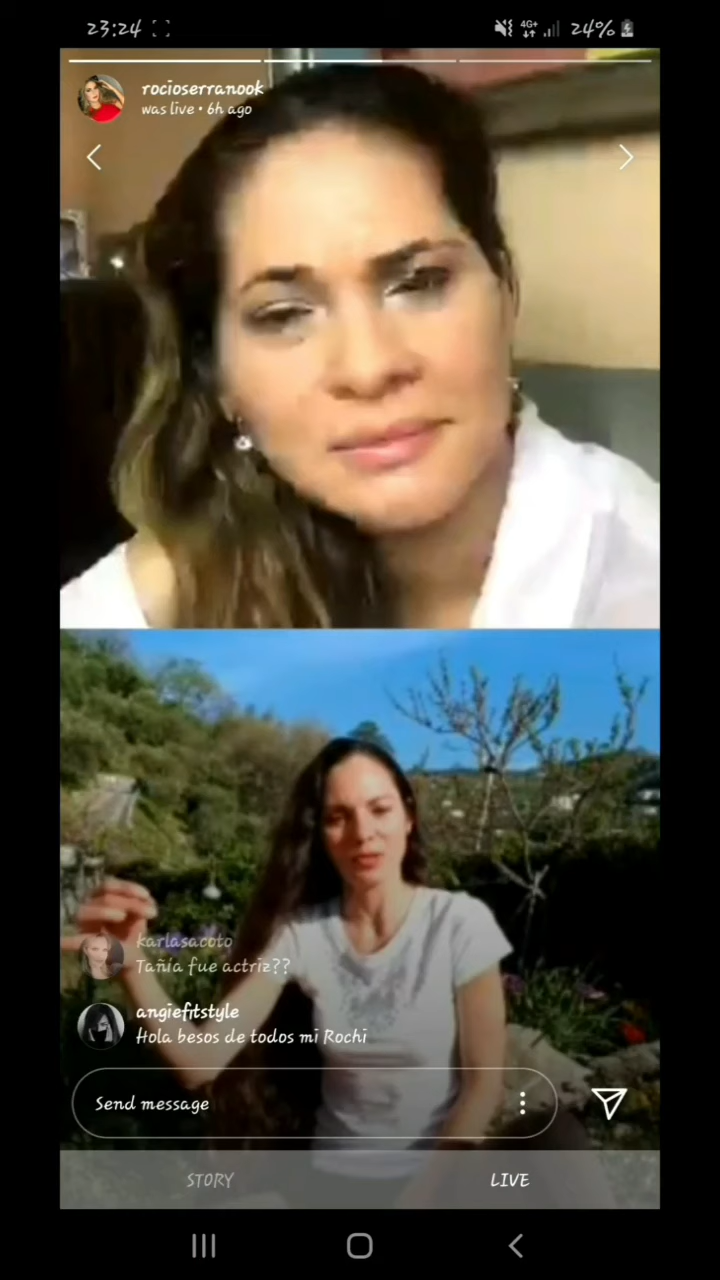 23:24
4G+
24%
rocioserranook
was live • 6h ago
karlasacoto
Tañia fue actriz??
angiefitstyle
Hola besos de todos mi Rochi
Send message
STORY
LIVE